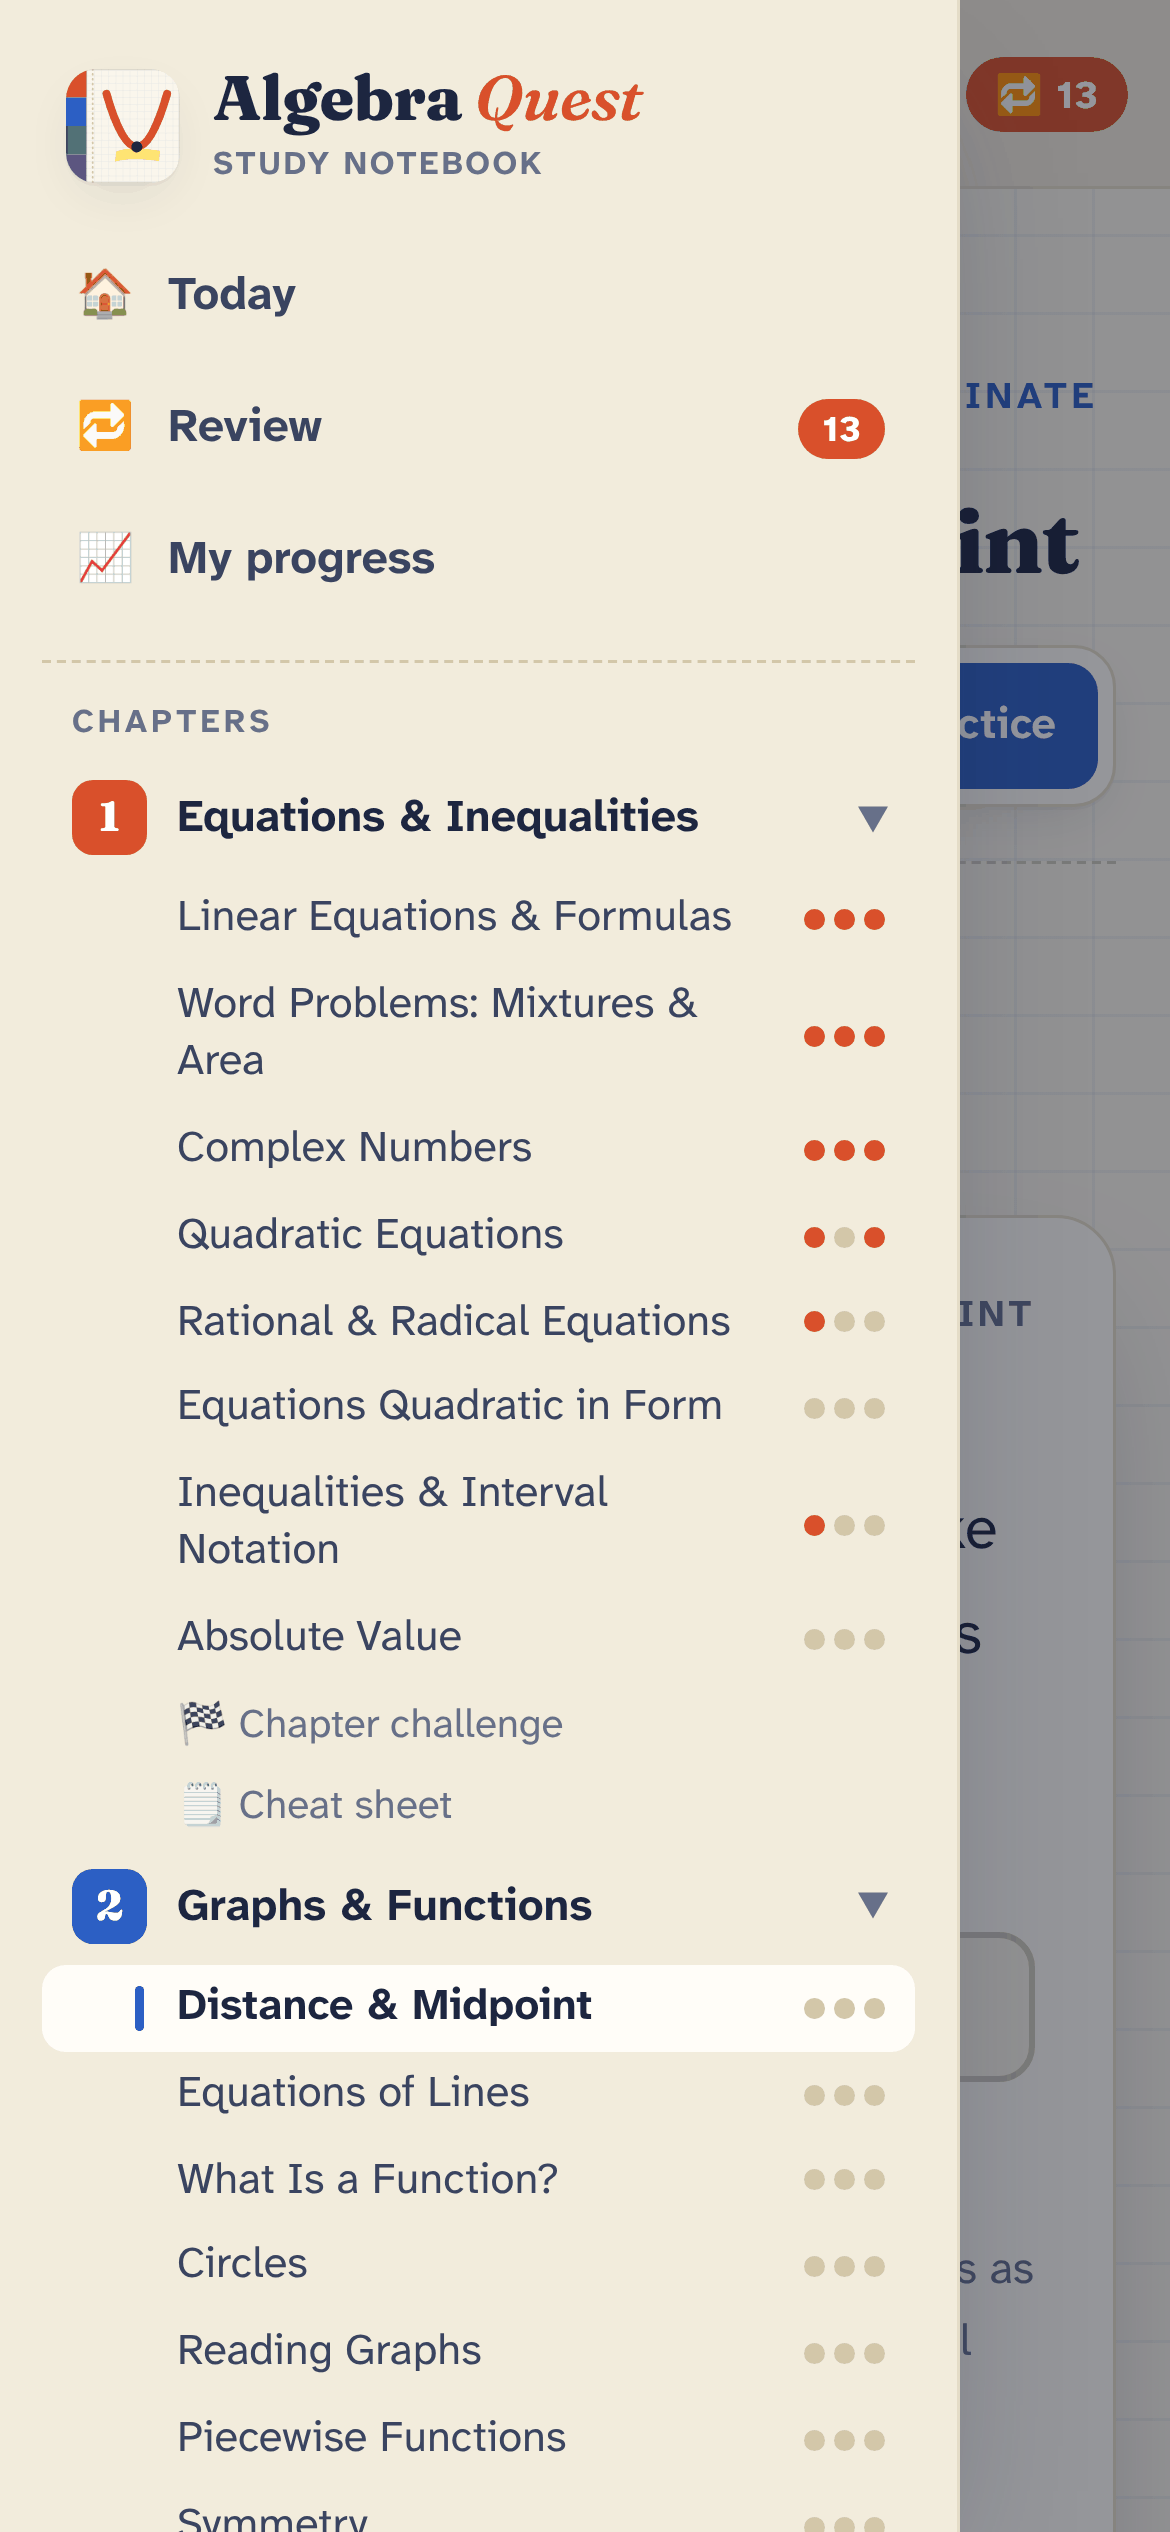 Algebra Quest
STUDY NOTEBOOK
13
Today
Review
13
My progress
CHAPTERS
1 Equations & Inequalities
Linear Equations & Formulas
Word Problems: Mixtures &
Area
Complex Numbers
Quadratic Equations
Rational & Radical Equations
Equations Quadratic in Form
Inequalities & Interval
Notation
Absolute Value
Chapter challenge
Cheat sheet
2 Graphs & Functions
Distance & Midpoint
Equations of Lines
What Is a Function?
Circles
Reading Graphs
Piecewise Functions
Symmetry
INATE
int
ctice
INT
ke
s
s as
l